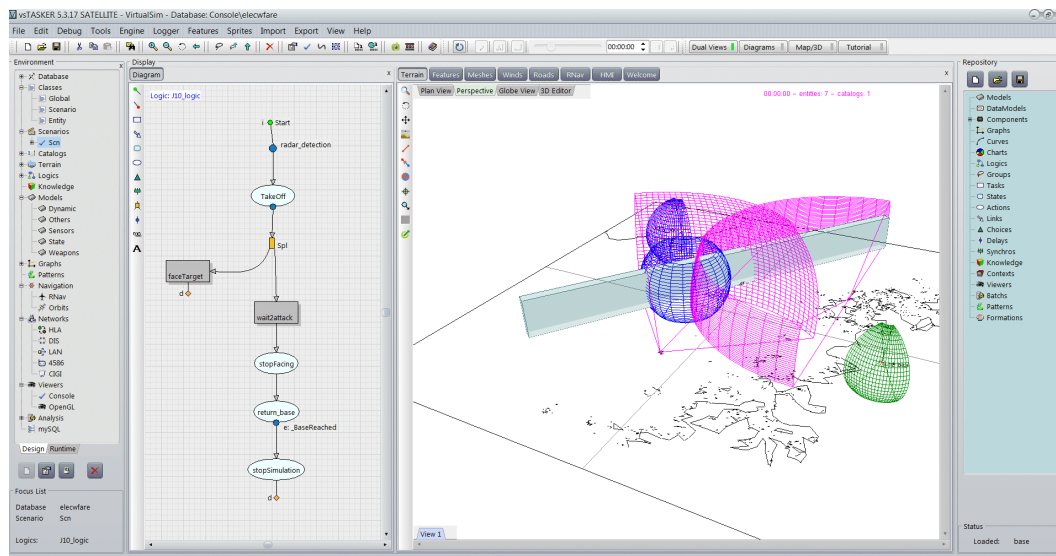 vsTASKER 5.3.17 SATELLITE - VirtualSim - Database: Console\elecwfare
File Edit Debug Tools Engine Logger Features Sprites Import Export View Help
00:00:00 Dual Views Diagrams Map/3D Tutorial
Environment
Database
Classes
Global
Scenario
Entity
Scenarios
Scn
Catalogs
Terrain
Logics
Knowledge
Models
Dynamic
Others
Sensors
State
Weapons
Graphs
Patterns
Navigation
RNav
Orbits
Networks
HLA
DIS
LAN
4586
CIGI
Viewers
Console
OpenGL
Analysis
mySQL
Design Runtime
Focus List
Database elecwfare
Scenario Scn
Logics: J10_logic
Display
Diagram x
Logic: J10_logic
i Start
radar_detection
TakeOff
Spl
faceTarget
d
wait2attack
stopFacing
return_base
e: _BaseReached
stopSimulation
d
A
Terrain Features Meshes Winds Roads RNav HMI Welcome x
Plan View Perspective Globe View 3D Editor
00:00:00 - entities: 7 - catalogs: 1
View 1
Repository
Models
DataModels
Components
Graphs
Curves
Charts
Logics
Groups
Tasks
States
Actions
Links
Choices
Delays
Synchros
Knowledge
Contexts
Viewers
Batchs
Patterns
Formations
Status
Loaded: base